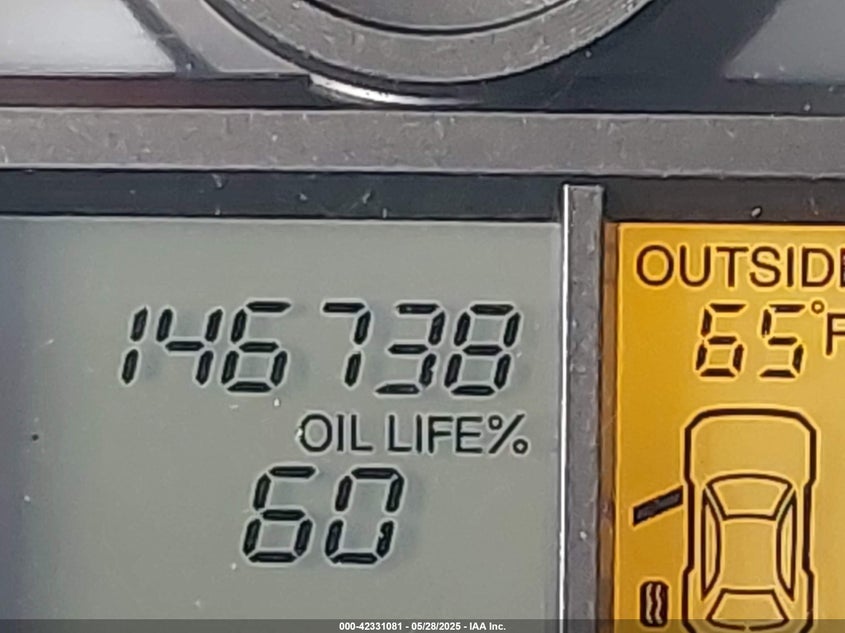 146738
OIL LIFE%
60
OUTSIDE
65°F
000-42331081 - 05/28/2025 - IAA Inc.